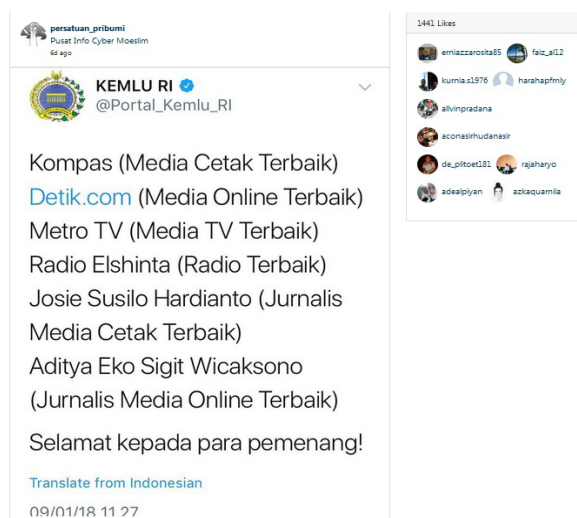 persatuan_pribumi
Pusat Info Cyber Moeslim
6d ago
KEMLU RI
@Portal_Kemlu_RI
Kompas (Media Cetak Terbaik)
Detik.com (Media Online Terbaik)
Metro TV (Media TV Terbaik)
Radio Elshinta (Radio Terbaik)
Josie Susilo Hardianto (Jurnalis
Media Cetak Terbaik)
Aditya Eko Sigit Wicaksono
(Jurnalis Media Online Terbaik)
Selamat kepada para pemenang!
Translate from Indonesian
09/01/18 11.27
1441 Likes
erniazzarosita85 faiz_al12
kurnia.s1976 harahapfmly
allvinpradana
aconasirhudanasir
de_plitoet181 rajaharyo
adealpiyan azkaquamila